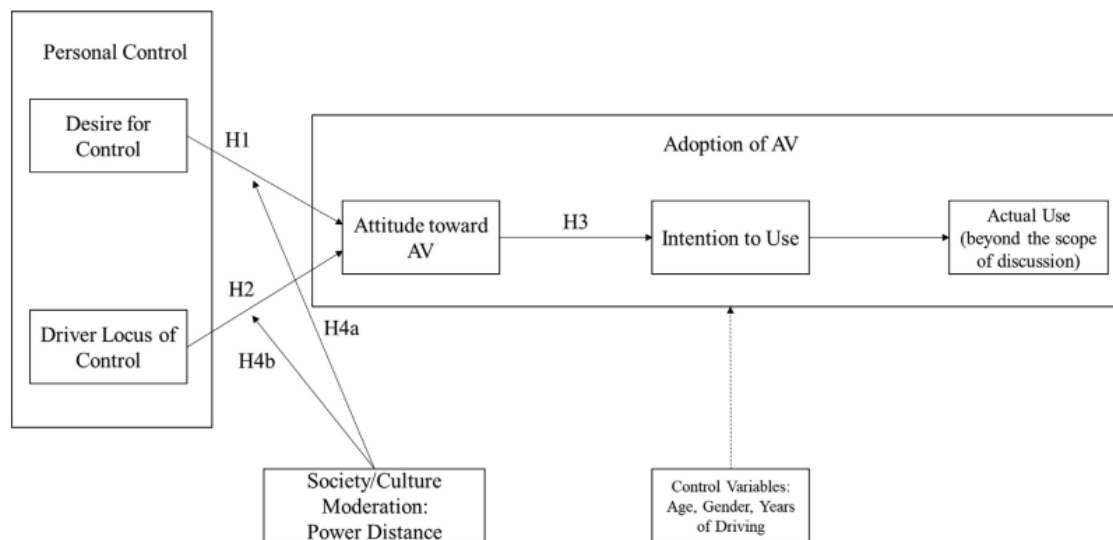 Personal Control
Desire for
Control
H1
Adoption of AV
Attitude toward
AV
H3
Intention to Use
Actual Use
(beyond the scope
of discussion)
H2
Driver Locus of
Control
H4a
H4b
Society/Culture
Moderation:
Power Distance
Control Variables:
Age, Gender, Years
of Driving